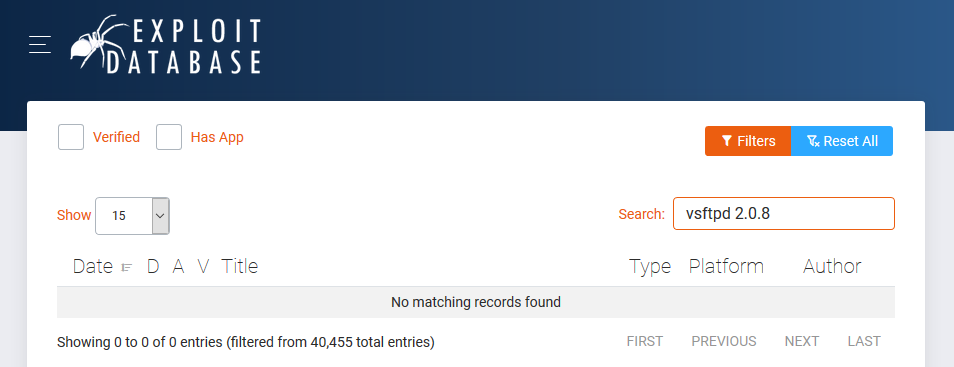 EXPLOIT
DATABASE
Verified Has App Filters Reset All
Show 15 Search: vsftpd 2.0.8
Date D A V Title Type Platform Author
No matching records found
Showing 0 to 0 of 0 entries (filtered from 40,455 total entries) FIRST PREVIOUS NEXT LAST